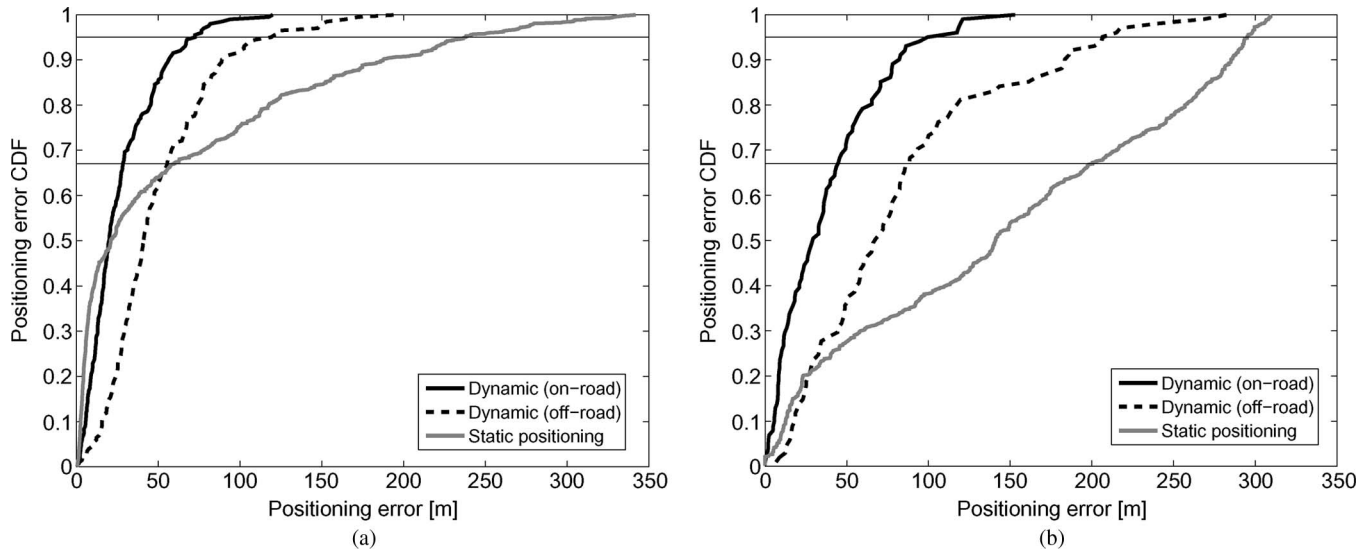 Positioning error CDF
1
0.9
0.8
0.7
0.6
0.5
0.4
0.3
0.2
0.1
0
Dynamic (on−road)
Dynamic (off−road)
Static positioning
0 50 100 150 200 250 300 350
Positioning error [m]
(a)
Positioning error CDF
1
0.9
0.8
0.7
0.6
0.5
0.4
0.3
0.2
0.1
0
Dynamic (on−road)
Dynamic (off−road)
Static positioning
0 50 100 150 200 250 300 350
Positioning error [m]
(b)